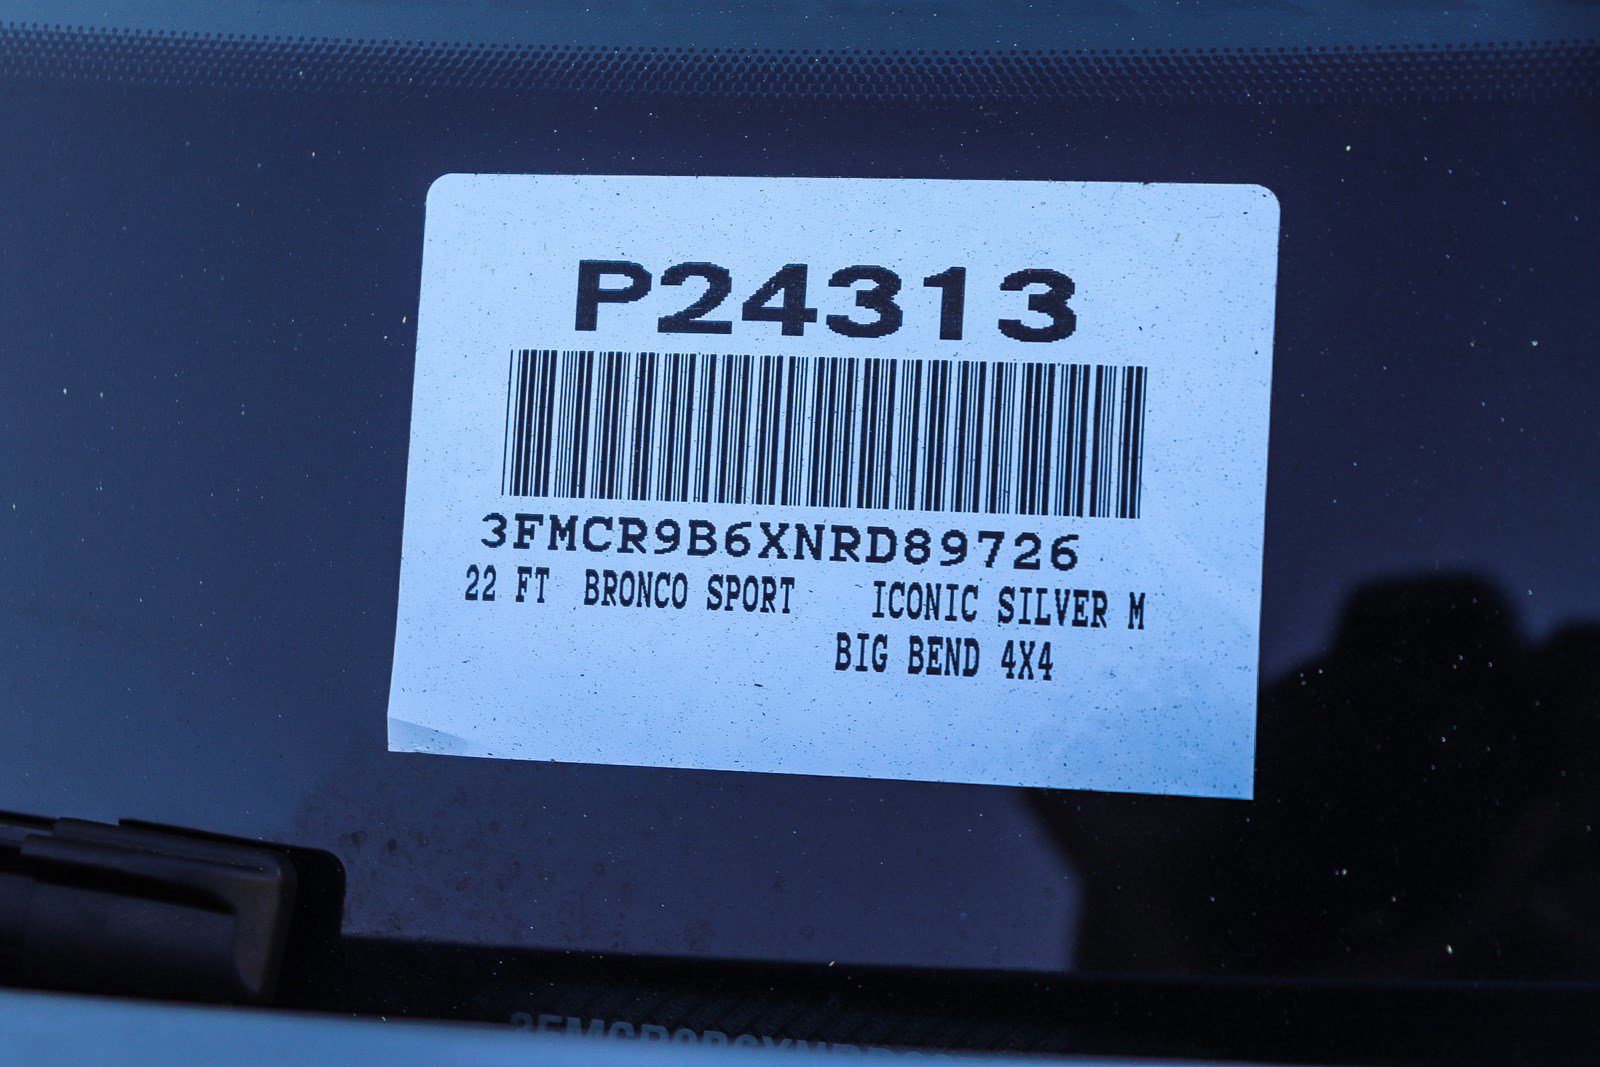 P24313
3FMCR9B6XNRD89726
22 FT BRONCO SPORT ICONIC SILVER M
BIG BEND 4X4